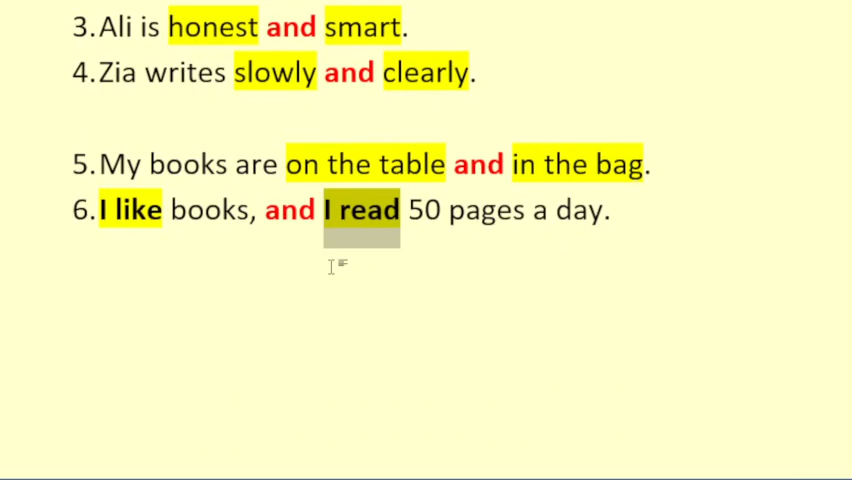 3.Ali is honest and smart.
4.Zia writes slowly and clearly.
5.My books are on the table and in the bag.
6.I like books, and I read 50 pages a day.